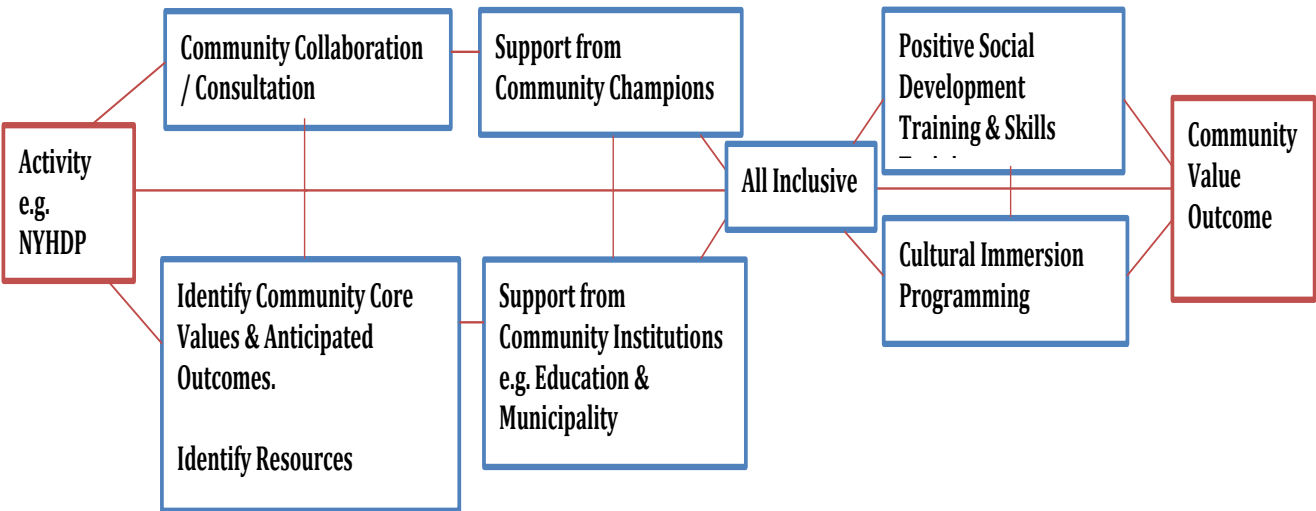 Activity
e.g.
NYHDP
Community Collaboration
/ Consultation
Identify Community Core
Values & Anticipated
Outcomes.
Identify Resources
Support from
Community Champions
Support from
Community Institutions
e.g. Education &
Municipality
All Inclusive
Positive Social
Development
Training & Skills
Cultural Immersion
Programming
Community
Value
Outcome